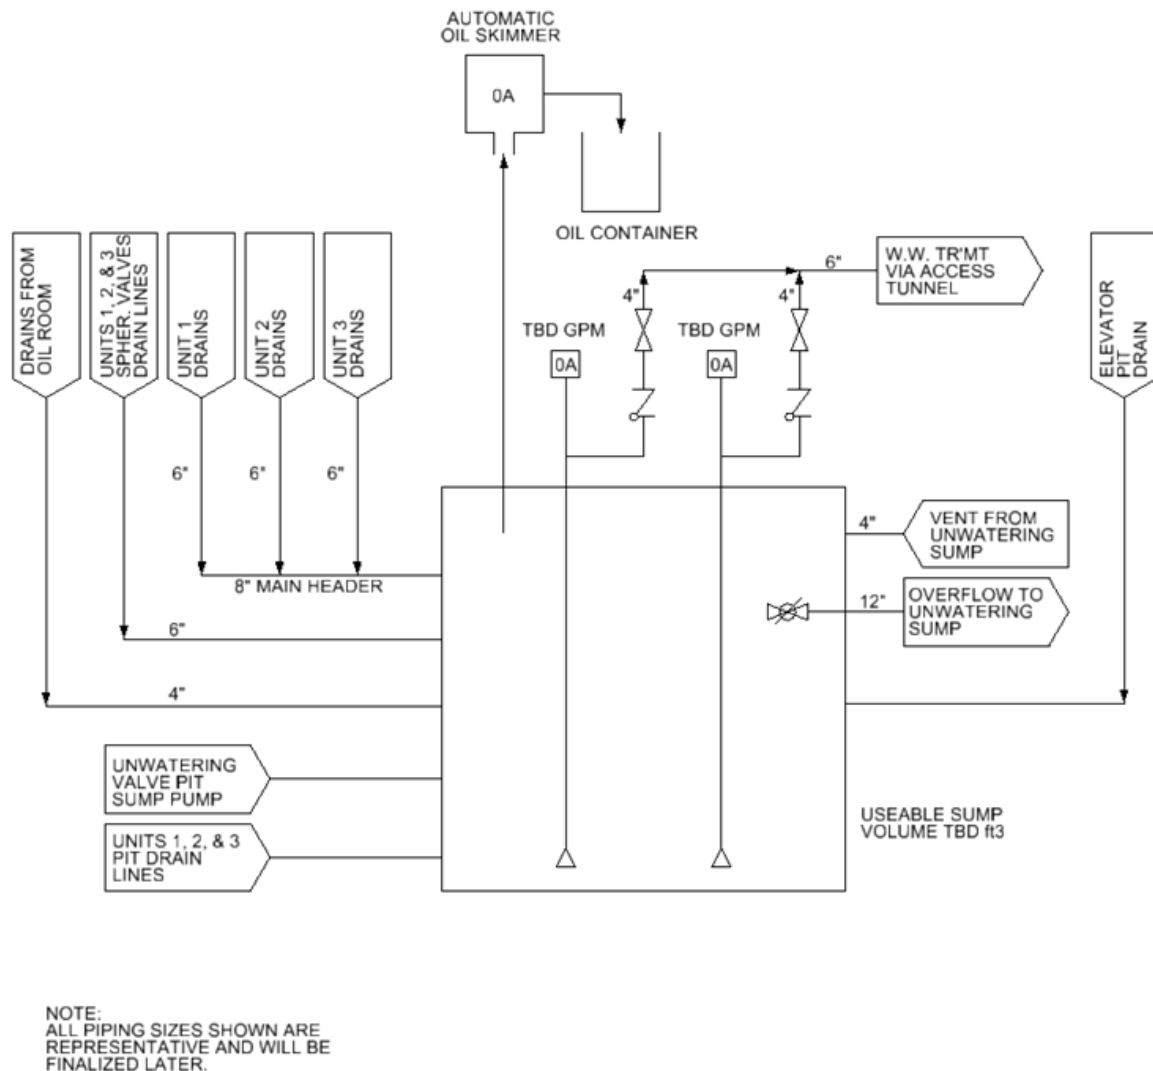 AUTOMATIC
OIL SKIMMER
0A
OIL CONTAINER
DRAINS FROM
OIL ROOM
UNITS 1, 2, & 3
SPHER. VALVES
DRAIN LINES
UNIT 1
DRAINS
UNIT 2
DRAINS
UNIT 3
DRAINS
6"
W.W. TR'MT
VIA ACCESS
TUNNEL
4"
4"
TBD GPM
TBD GPM
0A
0A
ELEVATOR
PIT
DRAIN
6"
6"
6"
8" MAIN HEADER
4"
VENT FROM
UNWATERING
SUMP
12"
OVERFLOW TO
UNWATERING
SUMP
6"
4"
UNWATERING
VALVE PIT
SUMP PUMP
UNITS 1, 2, & 3
PIT DRAIN
LINES
USEABLE SUMP
VOLUME TBD ft3
NOTE:
ALL PIPING SIZES SHOWN ARE
REPRESENTATIVE AND WILL BE
FINALIZED LATER.